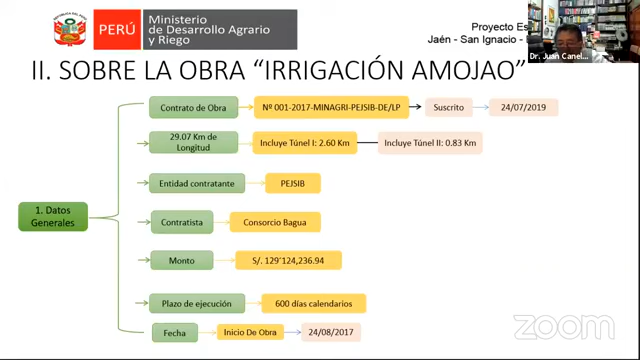 PERÚ
Ministerio
de Desarrollo Agrario
y Riego
Proyecto Es
Jaén - San Ignacio -
Dr. Juan Canel...
II. SOBRE LA OBRA “IRRIGACIÓN AMOJAO”
1. Datos
Generales
Contrato de Obra
Nº 001-2017-MINAGRI-PEJSIB-DE/LP
Suscrito
24/07/2019
29.07 Km de
Longitud
Incluye Túnel I: 2.60 Km
Incluye Túnel II: 0.83 Km
Entidad contratante
PEJSIB
Contratista
Consorcio Bagua
Monto
S/. 129’124,236.94
Plazo de ejecución
600 días calendarios
Fecha
Inicio De Obra
24/08/2017
zoom